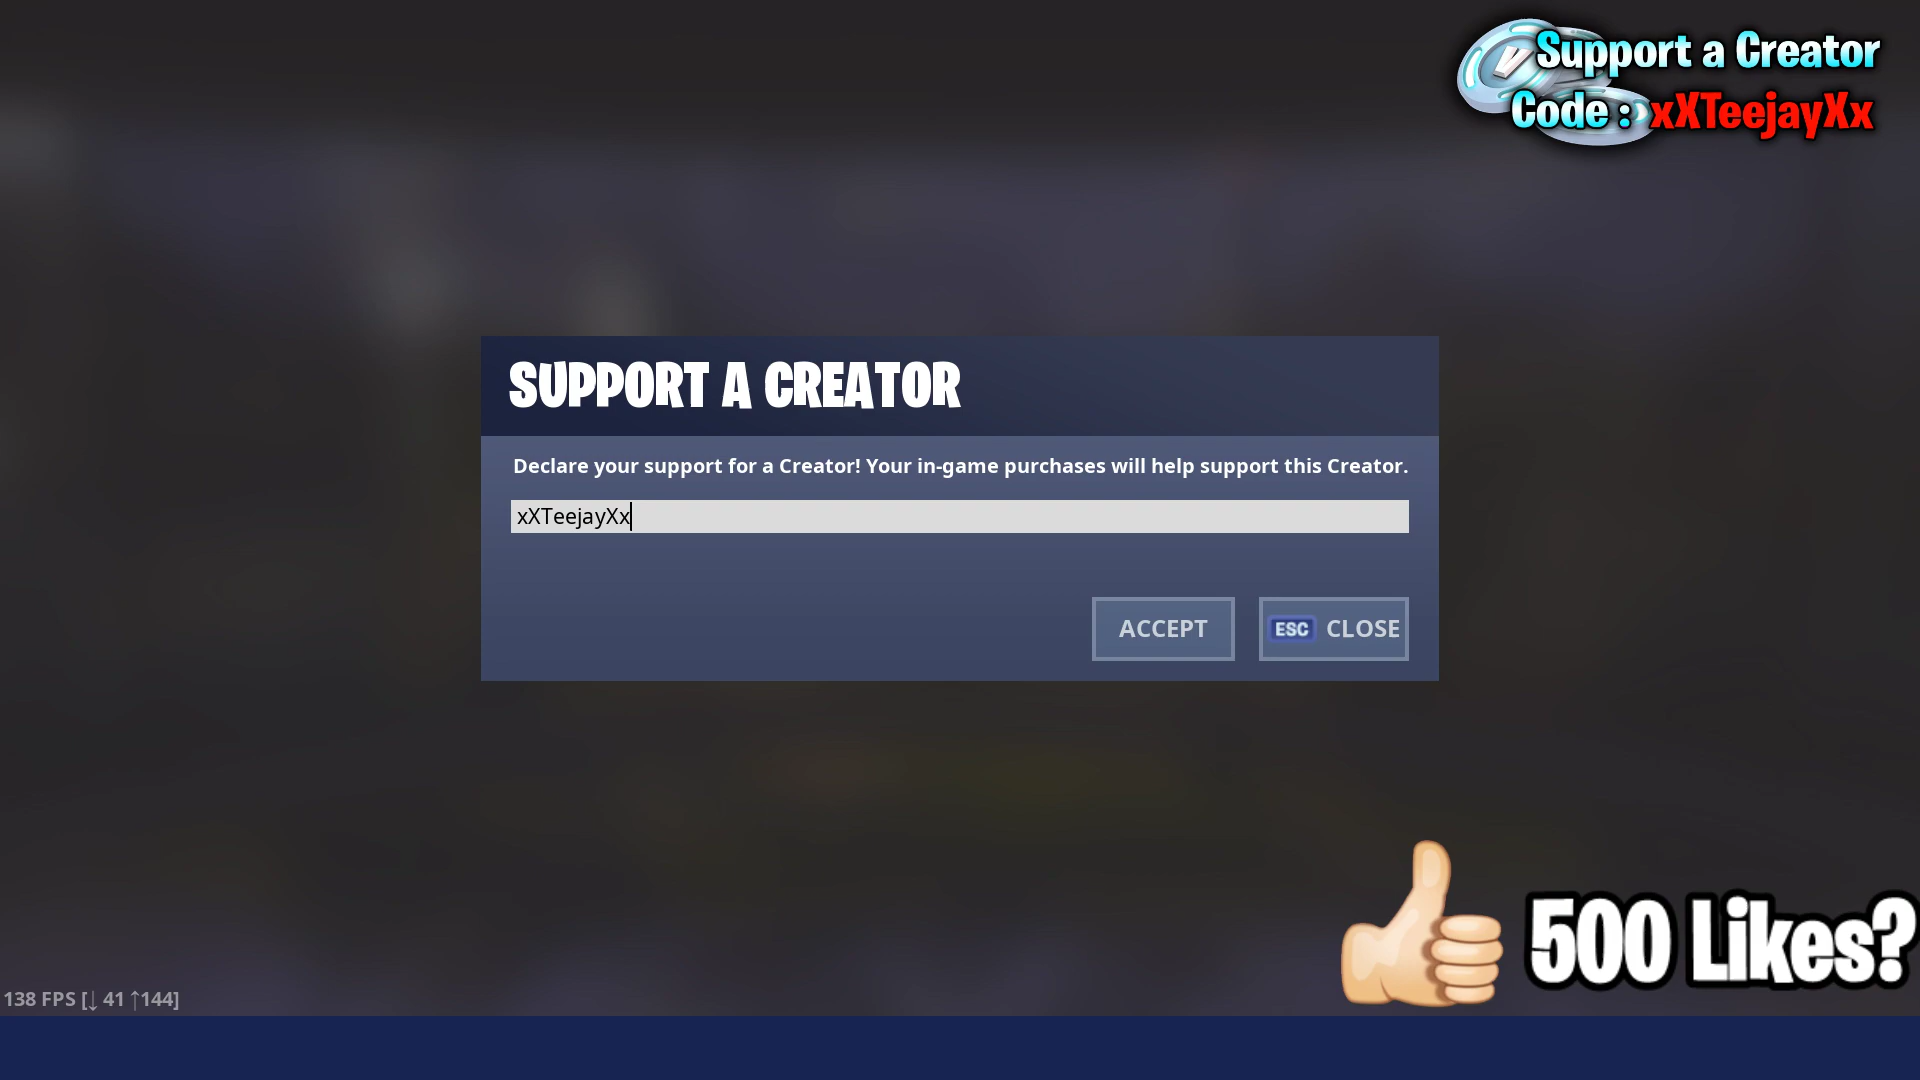 Support a Creator
Code : xXTeejayXx
SUPPORT A CREATOR
Declare your support for a Creator! Your in-game purchases will help support this Creator.
xXTeejayXx
ACCEPT
ESC CLOSE
500 Likes?
138 FPS [↓ 41 ↑144]